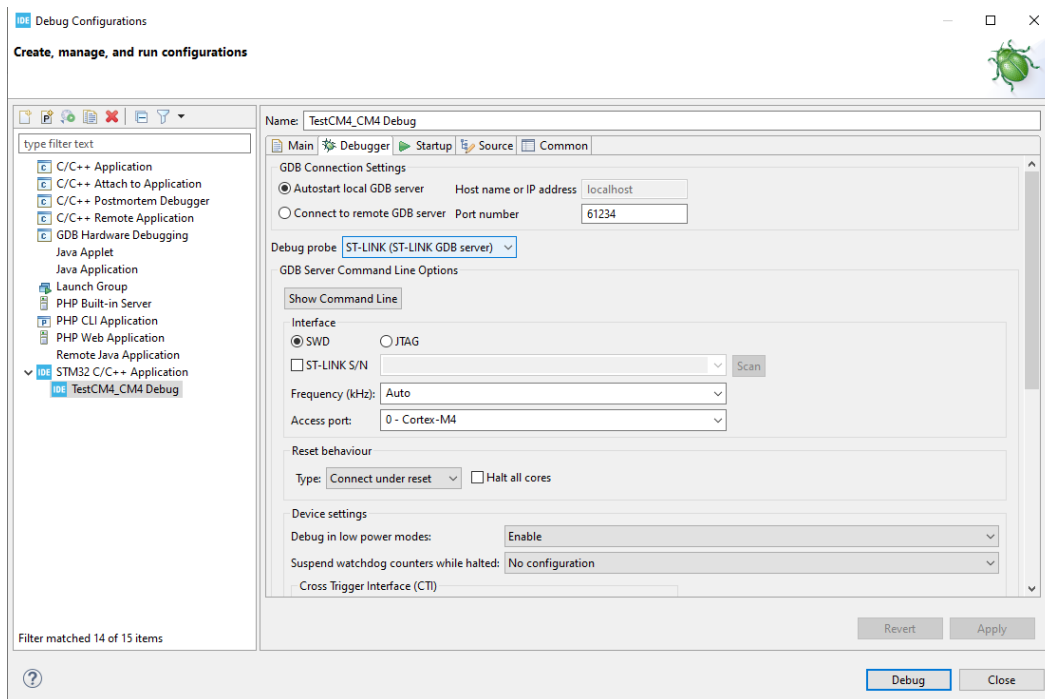 IDE Debug Configurations
Create, manage, and run configurations
type filter text
C/C++ Application
C/C++ Attach to Application
C/C++ Postmortem Debugger
C/C++ Remote Application
GDB Hardware Debugging
Java Applet
Java Application
Launch Group
PHP Built-in Server
PHP CLI Application
PHP Web Application
Remote Java Application
IDE STM32 C/C++ Application
IDE TestCM4_CM4 Debug
Filter matched 14 of 15 items
Name: TestCM4_CM4 Debug
Main Debugger Startup Source Common
GDB Connection Settings
Autostart local GDB server Host name or IP address localhost
Connect to remote GDB server Port number 61234
Debug probe ST-LINK (ST-LINK GDB server)
GDB Server Command Line Options
Show Command Line
Interface
SWD JTAG
ST-LINK S/N Scan
Frequency (kHz): Auto
Access port: 0 - Cortex-M4
Reset behaviour
Type: Connect under reset Halt all cores
Device settings
Debug in low power modes: Enable
Suspend watchdog counters while halted: No configuration
Cross Trigger Interface (CTI)
Revert Apply
? Debug Close